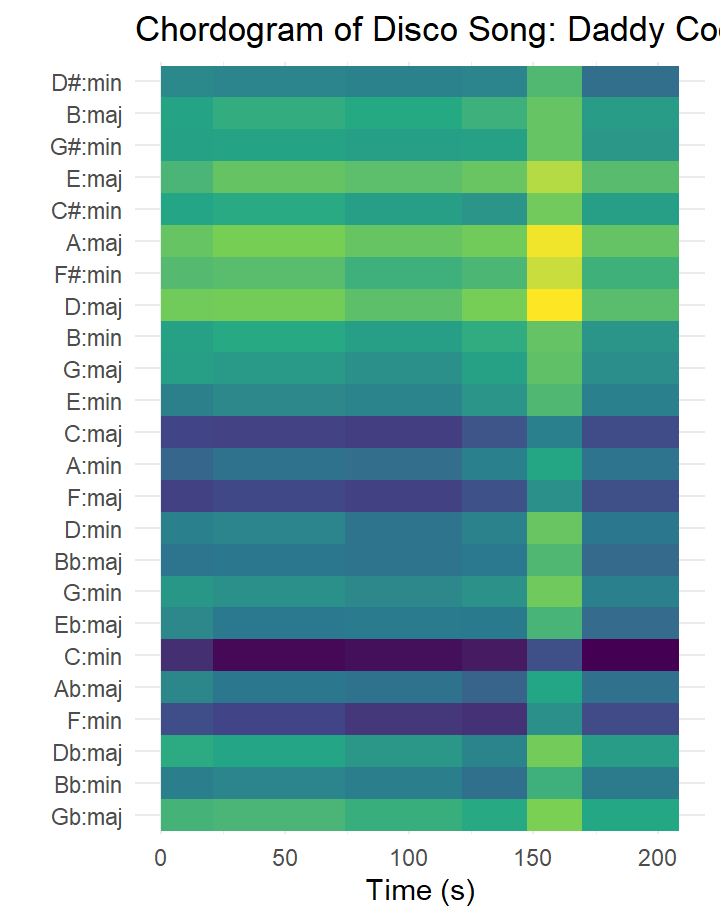 Chordogram of Disco Song: Daddy
D#:min
B:maj
G#:min
E:maj
C#:min
A:maj
F#:min
D:maj
B:min
G:maj
E:min
C:maj
A:min
F:maj
D:min
Bb:maj
G:min
Eb:maj
C:min
Ab:maj
F:min
Db:maj
Bb:min
Gb:maj
0 50 100 150 200
Time (s)